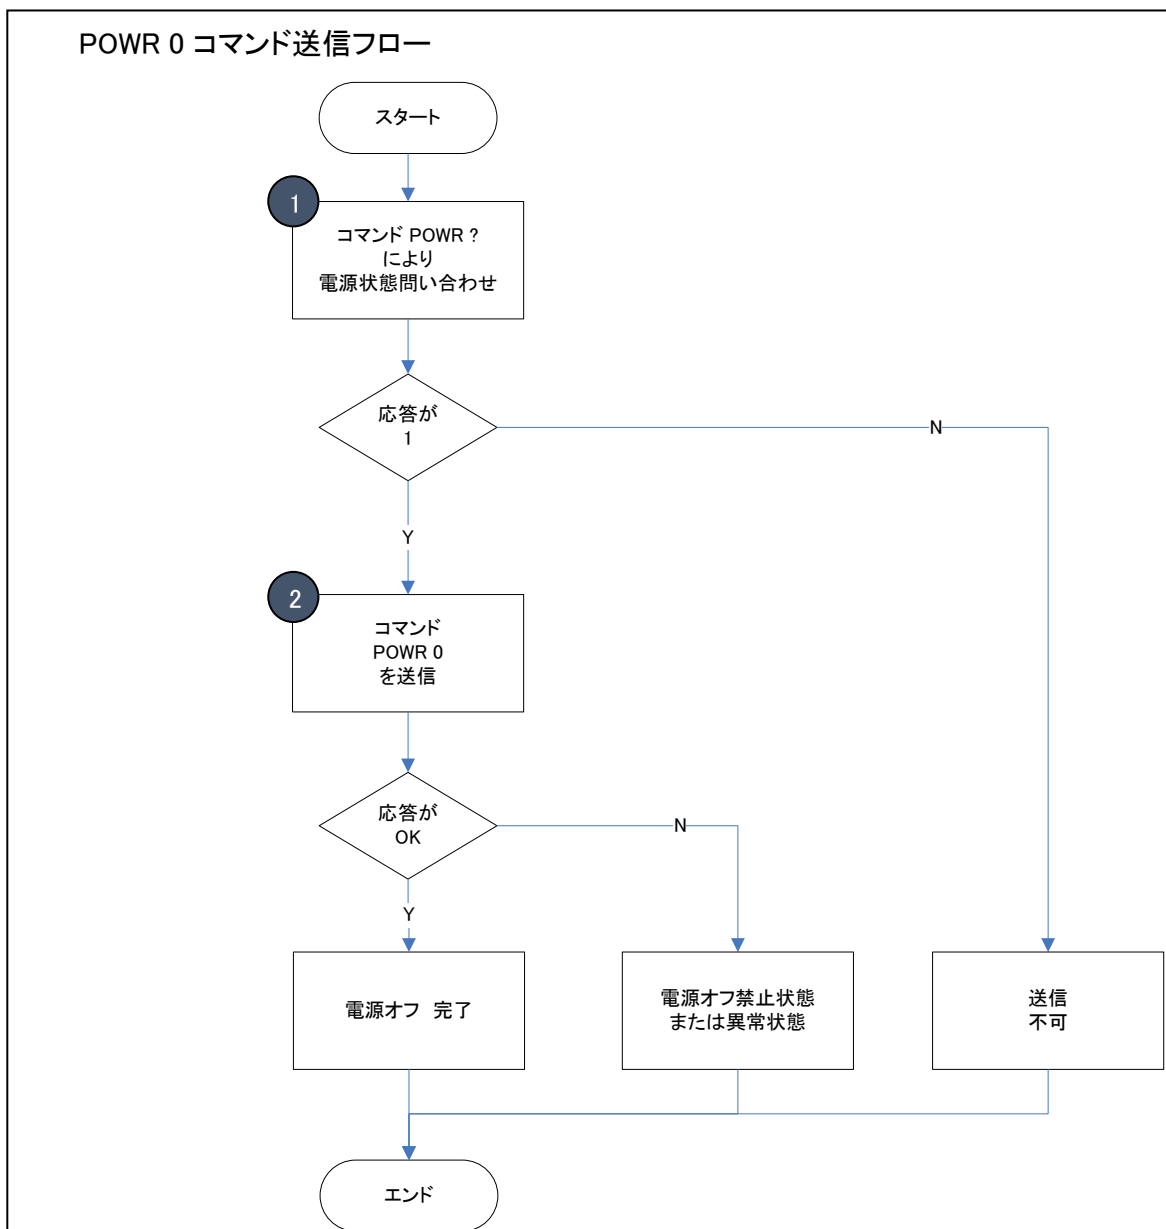 POWR 0 コマンド送信フロー
スタート
1
コマンド POWR ?
により
電源状態問い合わせ
応答が
1
N
Y
2
コマンド
POWR 0
を送信
応答が
OK
N
Y
電源オフ 完了
電源オフ禁止状態
または異常状態
送信
不可
エンド